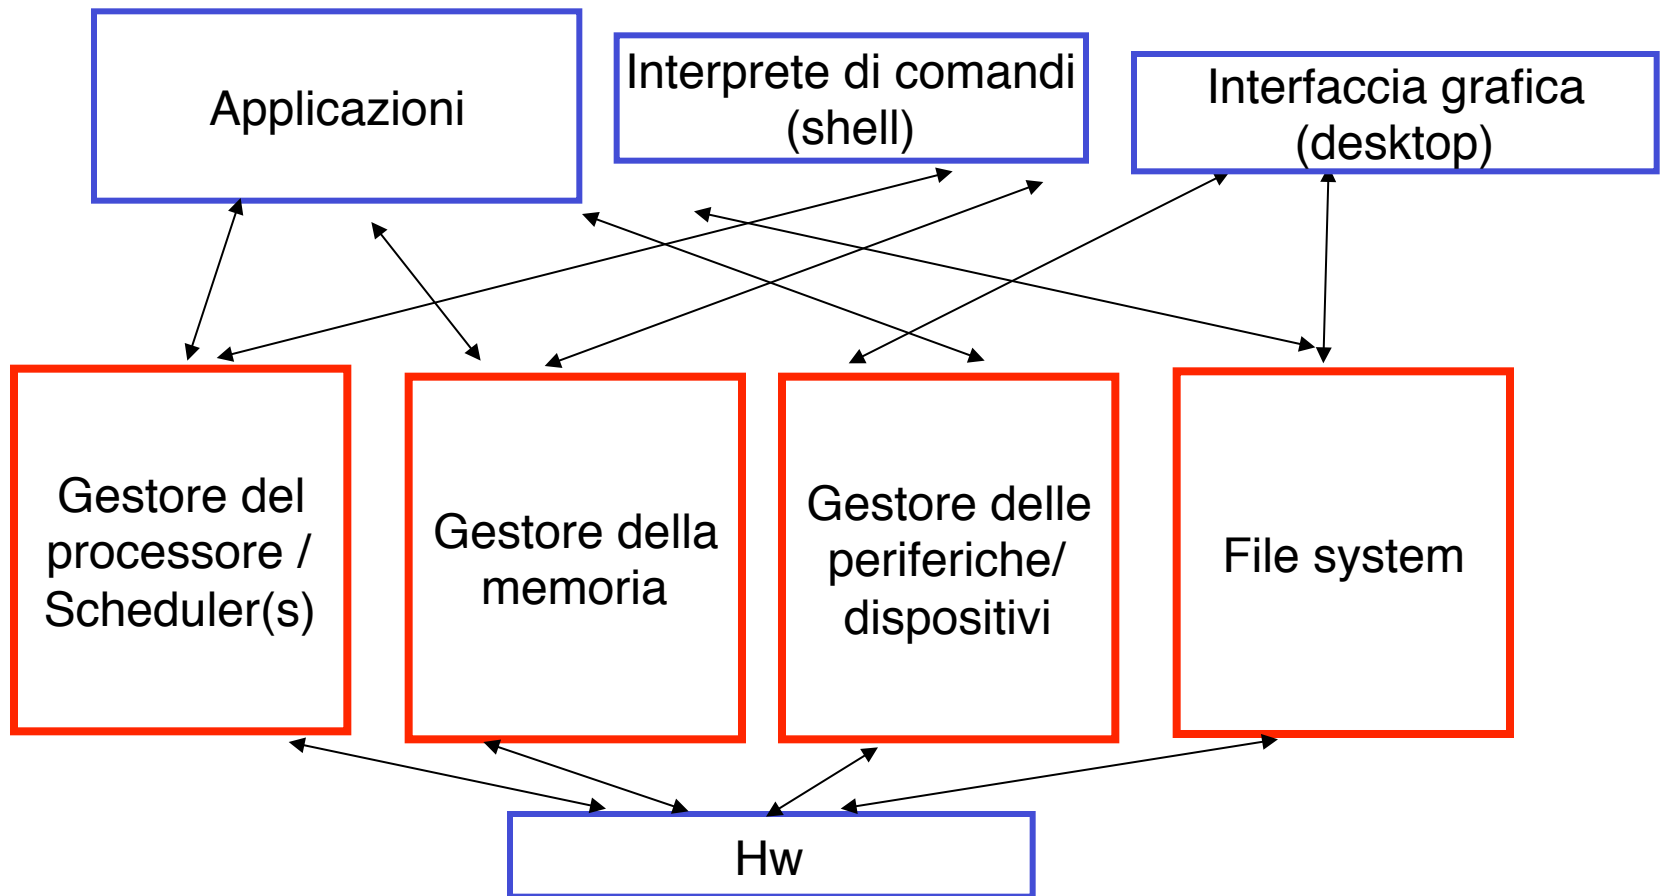 Applicazioni
Interprete di comandi
(shell)
Interfaccia grafica
(desktop)
Gestore del
processore /
Scheduler(s)
Gestore della
memoria
Gestore delle
periferiche/
dispositivi
File system
Hw